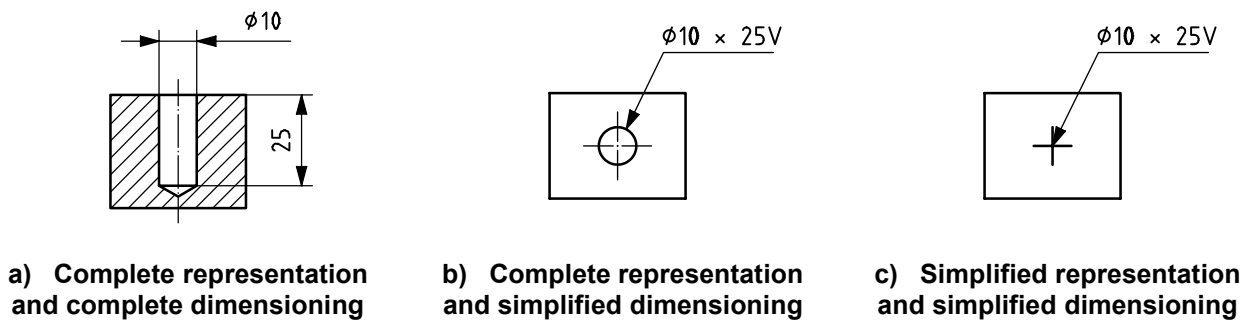 ⌀10
25
a) Complete representation
and complete dimensioning
⌀10 × 25V
b) Complete representation
and simplified dimensioning
⌀10 × 25V
c) Simplified representation
and simplified dimensioning